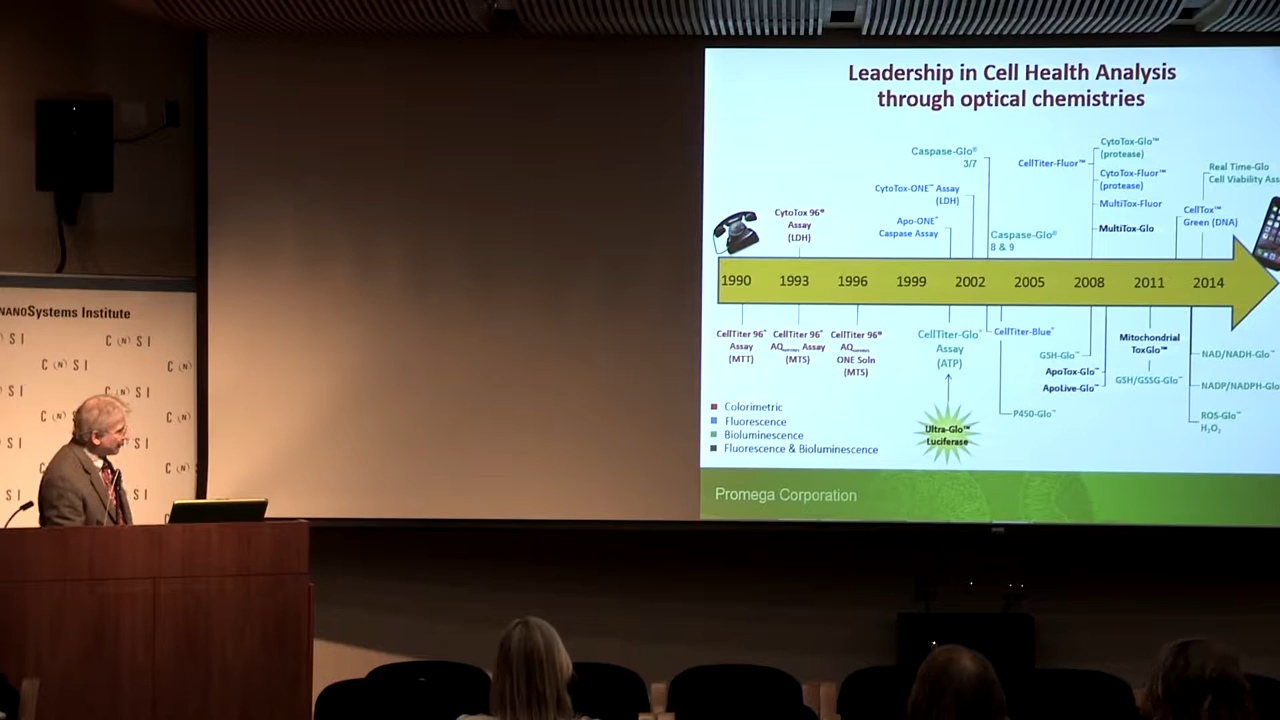 Leadership in Cell Health Analysis
through optical chemistries
CytoTox 96®
Assay
(LDH)
Caspase-Glo®
3/7
CytoTox-ONE™ Assay
(LDH)
Apo-ONE®
Caspase Assay
Caspase-Glo®
8 & 9
CellTiter-Fluor™
CytoTox-Glo™
(protease)
CytoTox-Fluor™
(protease)
MultiTox-Fluor
MultiTox-Glo
Real Time-Glo
Cell Viability Ass
CellTox™
Green (DNA)
1990 1993 1996 1999 2002 2005 2008 2011 2014
CellTiter 96®
Assay
(MTT)
CellTiter 96®
AQueous Assay
(MTS)
CellTiter 96®
AQueous
ONE Soln
(MTS)
CellTiter-Glo®
Assay
(ATP)
Ultra-Glo™
Luciferase
CellTiter-Blue®
P450-Glo™
GSH-Glo™
ApoTox-Glo™
ApoLive-Glo™
Mitochondrial
ToxGlo™
GSH/GSSG-Glo™
NAD/NADH-Glo™
NADP/NADPH-Glo
ROS-Glo™
H₂O₂
Colorimetric
Fluorescence
Bioluminescence
Fluorescence & Bioluminescence
Promega Corporation
NANOSystems Institute
S I C (N) S I
C (N) S I C (N)
S I C (N) S I
C (N) C (N)
S I
C (N) C (N)
S I S I